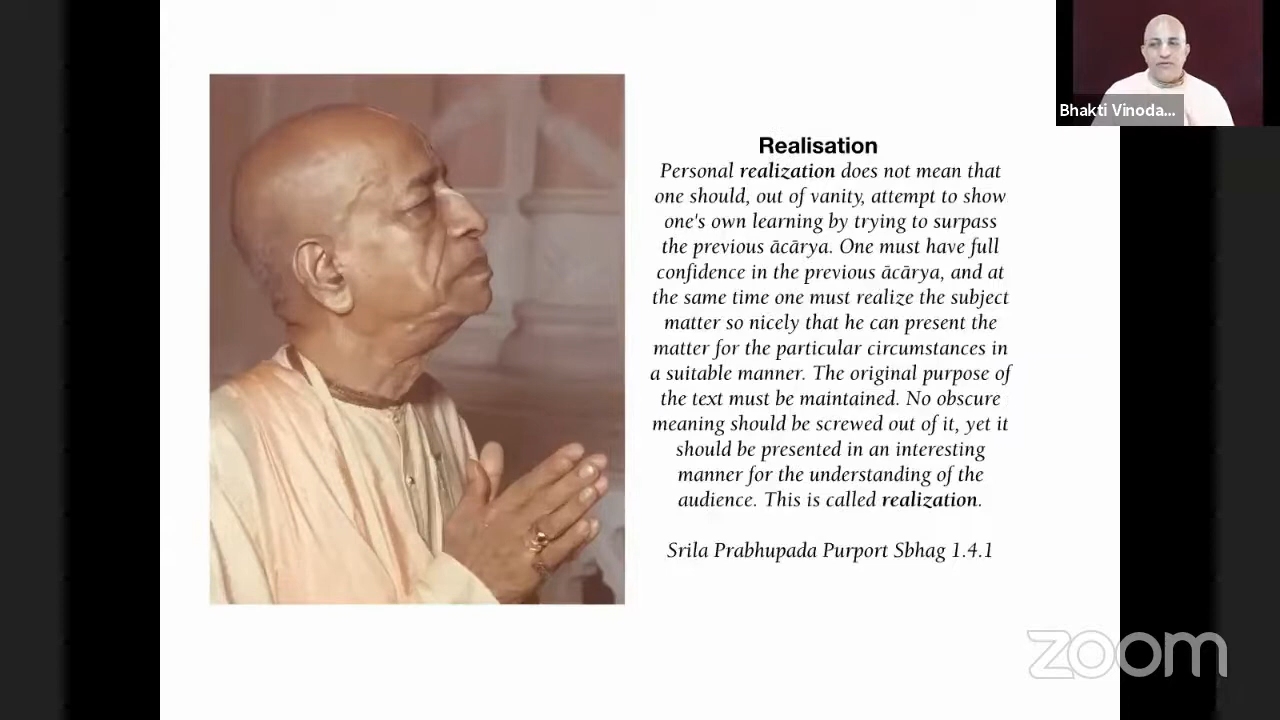 Realisation
Personal realization does not mean that
one should, out of vanity, attempt to show
one's own learning by trying to surpass
the previous ācārya. One must have full
confidence in the previous ācārya, and at
the same time one must realize the subject
matter so nicely that he can present the
matter for the particular circumstances in
a suitable manner. The original purpose of
the text must be maintained. No obscure
meaning should be screwed out of it, yet it
should be presented in an interesting
manner for the understanding of the
audience. This is called realization.
Srila Prabhupada Purport Sbhag 1.4.1
Bhakti Vinoda...
zoom